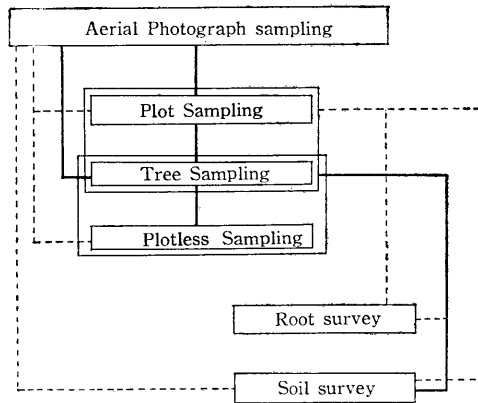 Aerial Photograph sampling
Plot Sampling
Tree Sampling
Plotless Sampling
Root survey
Soil survey